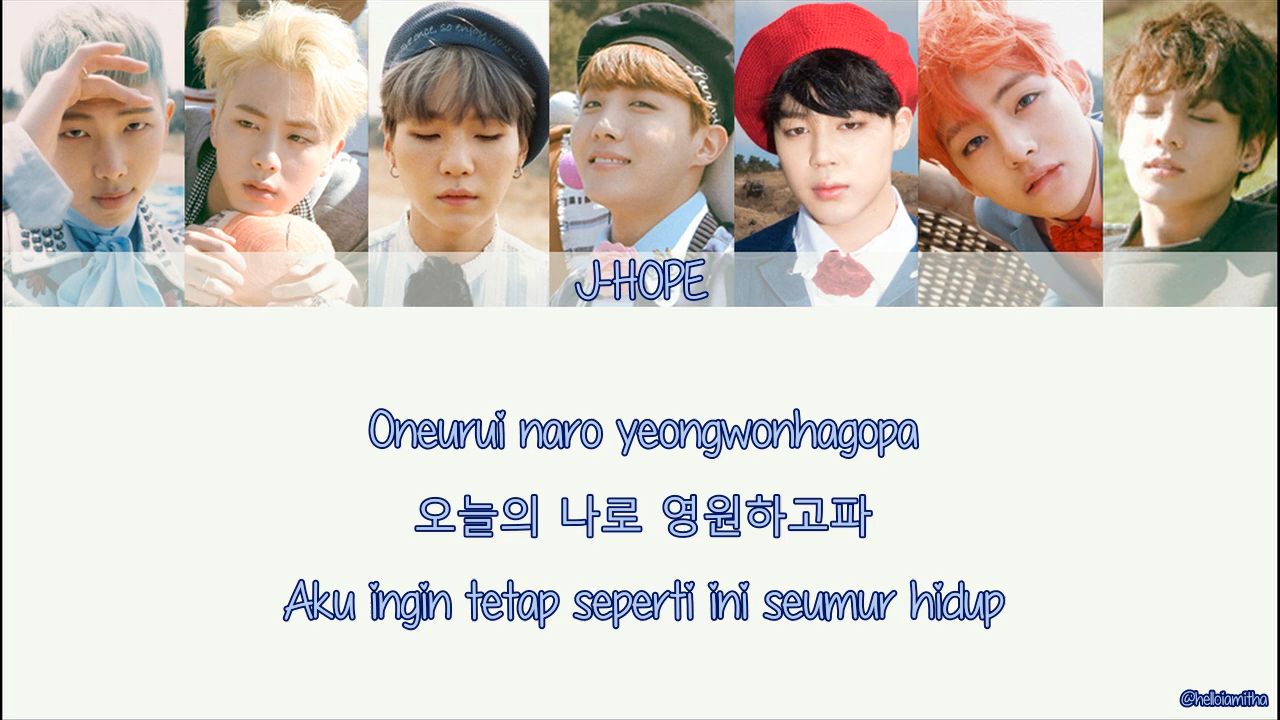 J-HOPE
Oneurui naro yeongwonhagopa
오늘의 나로 영원하고파
Aku ingin tetap seperti ini seumur hidup
@helloiamitha